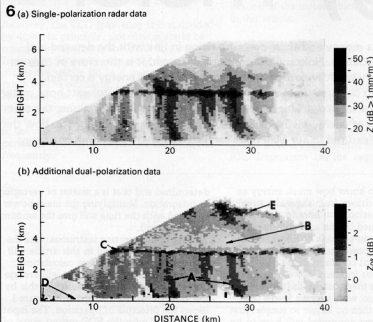 6 (a) Single-polarization radar data
HEIGHT (km)
6
4
2
0
10 20 30 40
50
40
30
20
Z (dB > 1 mm⁶m⁻³)
(b) Additional dual-polarization data
HEIGHT (km)
6
4
2
0
E
B
C
A
D
10 20 30 40
DISTANCE (km)
2
1
0
(dB)